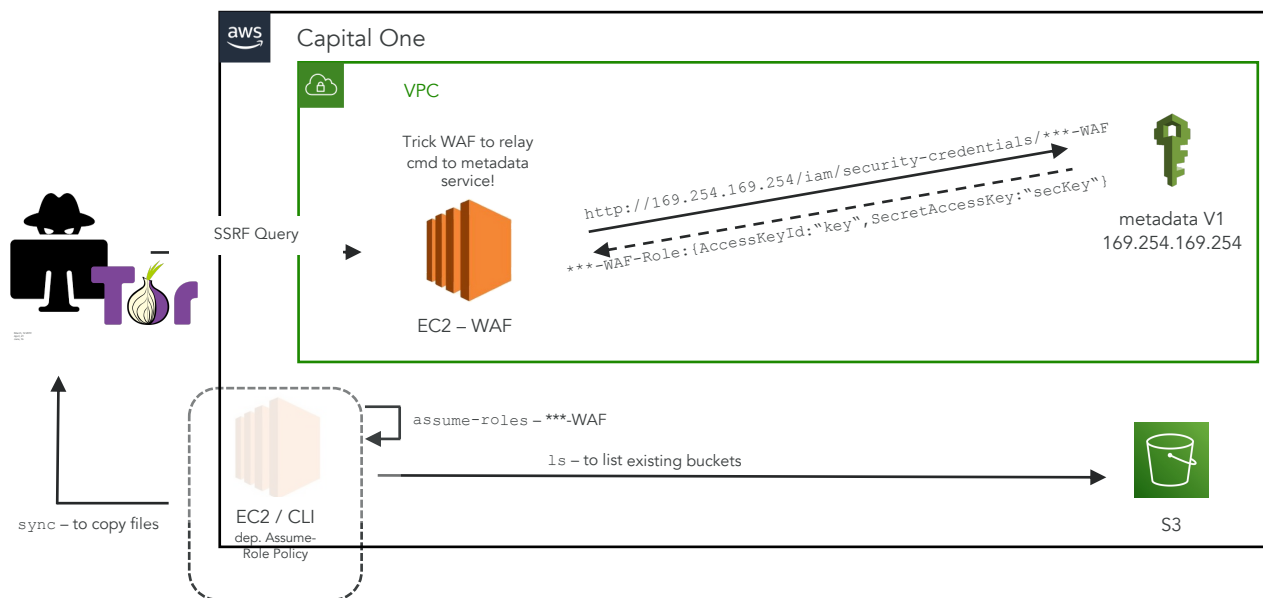 aws
Capital One
VPC
Trick WAF to relay
cmd to metadata
service!
http://169.254.169.254/iam/security-credentials/***-WAF
***-WAF-Role:{AccessKeyId:“key”,SecretAccessKey:“secKey“}
metadata V1
169.254.169.254
SSRF Query
Tor
EC2 – WAF
assume-roles – ***-WAF
ls – to list existing buckets
sync – to copy files
EC2 / CLI
dep. Assume-
Role Policy
S3